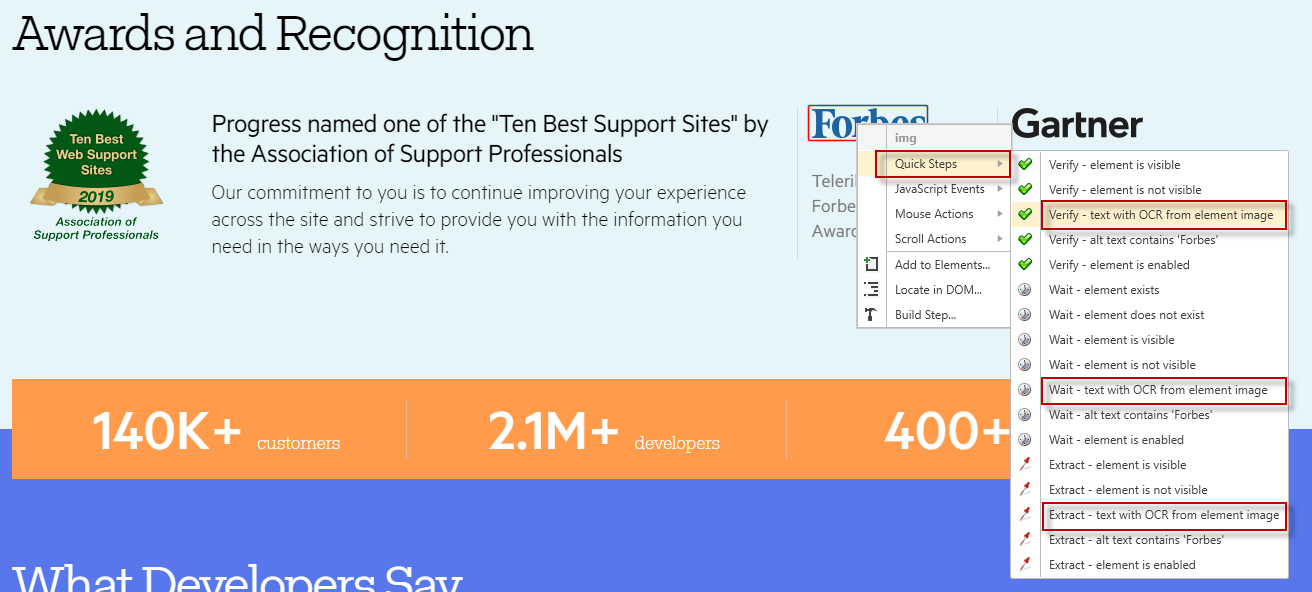 Awards and Recognition
Ten Best
Web Support
Sites
2019
Association of
Support Professionals
Progress named one of the "Ten Best Support Sites" by
the Association of Support Professionals
Our commitment to you is to continue improving your experience
across the site and strive to provide you with the information you
need in the ways you need it.
Forbes
Gartner
img
Quick Steps
JavaScript Events
Mouse Actions
Scroll Actions
Add to Elements...
Locate in DOM...
Build Step...
Verify - element is visible
Verify - element is not visible
Verify - text with OCR from element image
Verify - alt text contains 'Forbes'
Verify - element is enabled
Wait - element exists
Wait - element does not exist
Wait - element is visible
Wait - element is not visible
Wait - text with OCR from element image
Wait - alt text contains 'Forbes'
Wait - element is enabled
Extract - element is visible
Extract - element is not visible
Extract - text with OCR from element image
Extract - alt text contains 'Forbes'
Extract - element is enabled
140K+ customers
2.1M+ developers
400+
What Developers Say